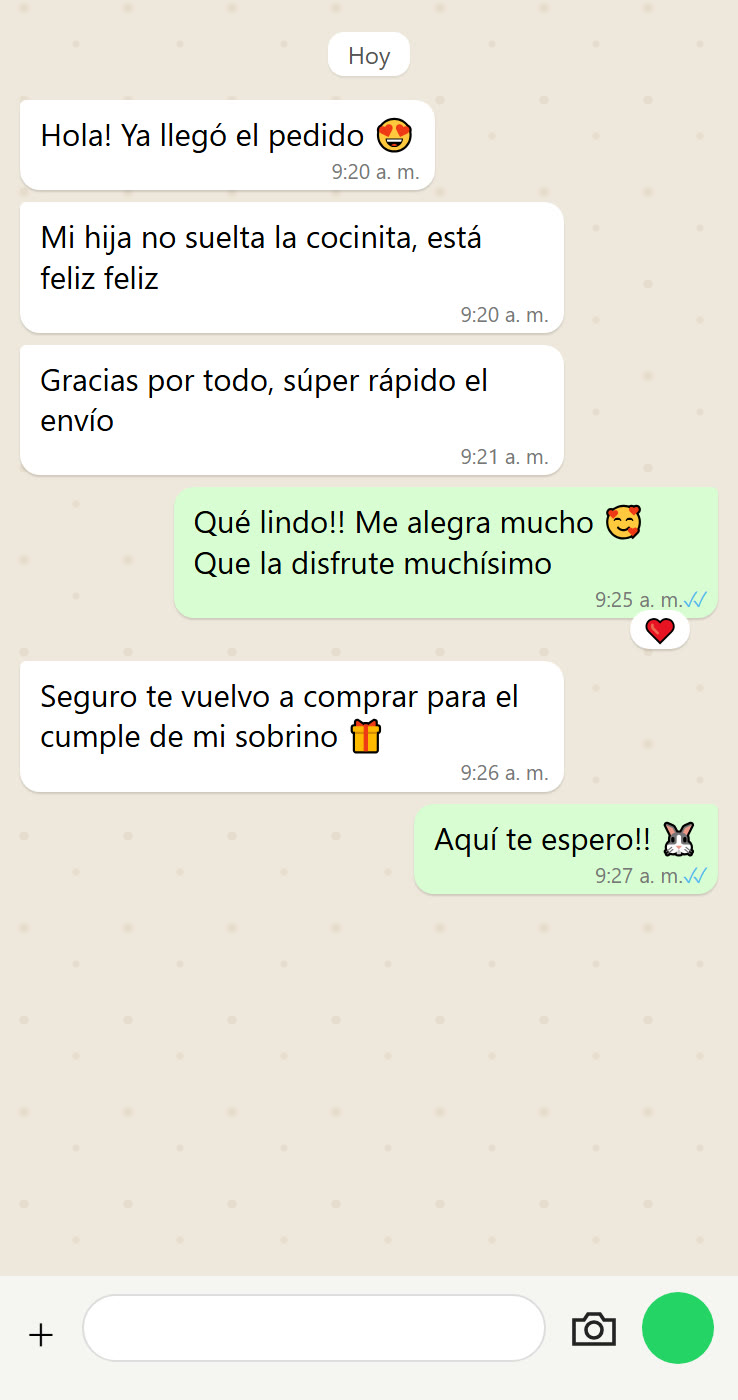 Hoy
Hola! Ya llegó el pedido 😍
9:20 a. m.
Mi hija no suelta la cocinita, está
feliz feliz
9:20 a. m.
Gracias por todo, súper rápido el
envío
9:21 a. m.
Qué lindo!! Me alegra mucho 🥰
Que la disfrute muchísimo
9:25 a. m.
Seguro te vuelvo a comprar para el
cumple de mi sobrino 🎁
9:26 a. m.
Aquí te espero!! 🐰
9:27 a. m.